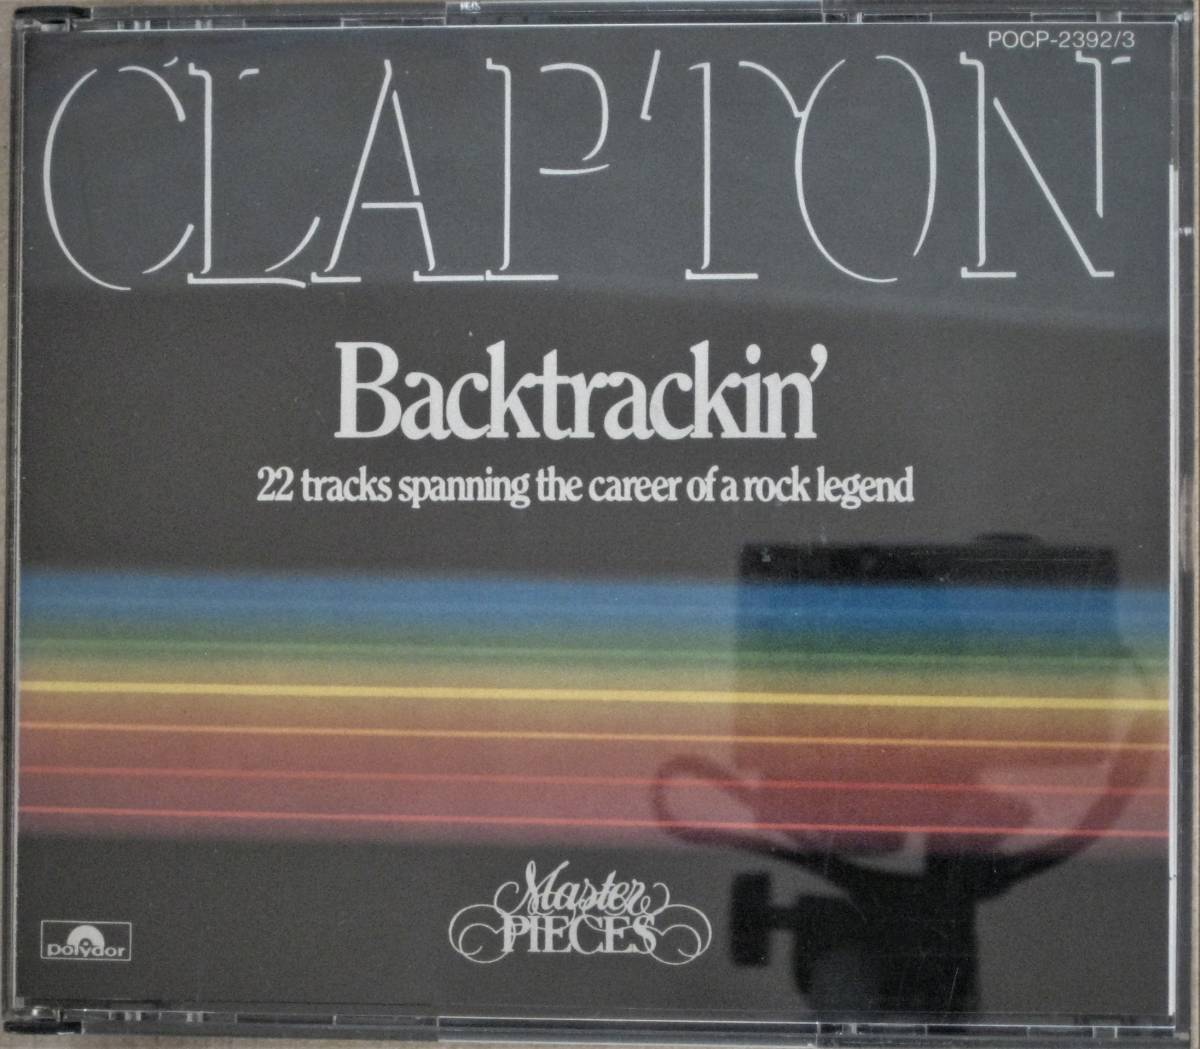 POCP-2392/3
CLAPTON
Backtrackin'
22 tracks spanning the career of a rock legend
Master
PIECES
polydor